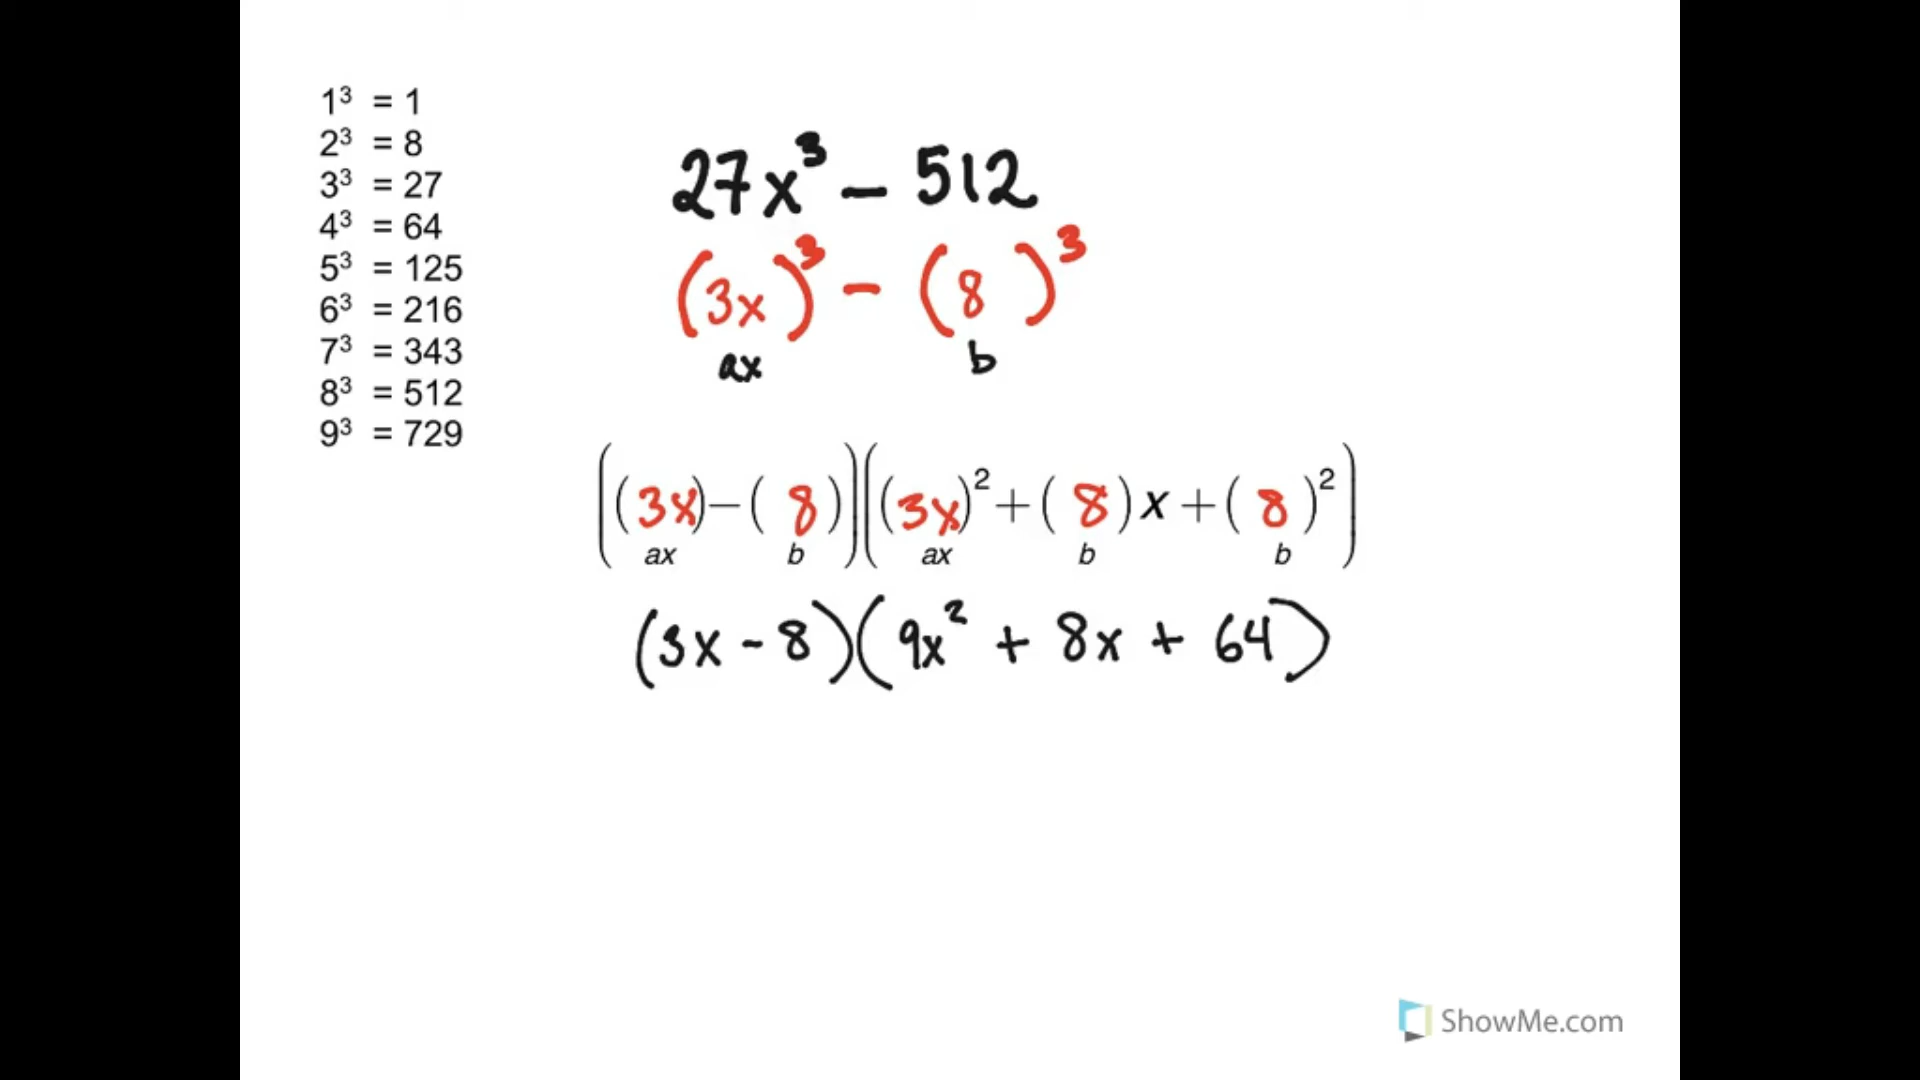 1³ = 1
2³ = 8
3³ = 27
4³ = 64
5³ = 125
6³ = 216
7³ = 343
8³ = 512
9³ = 729
27x³ - 512
(3x)³ - (8)³
ax b
((3x) - (8))((3x)² + (8)x + (8)²)
ax b ax b b
(3x - 8)(9x² + 8x + 64)
ShowMe.com